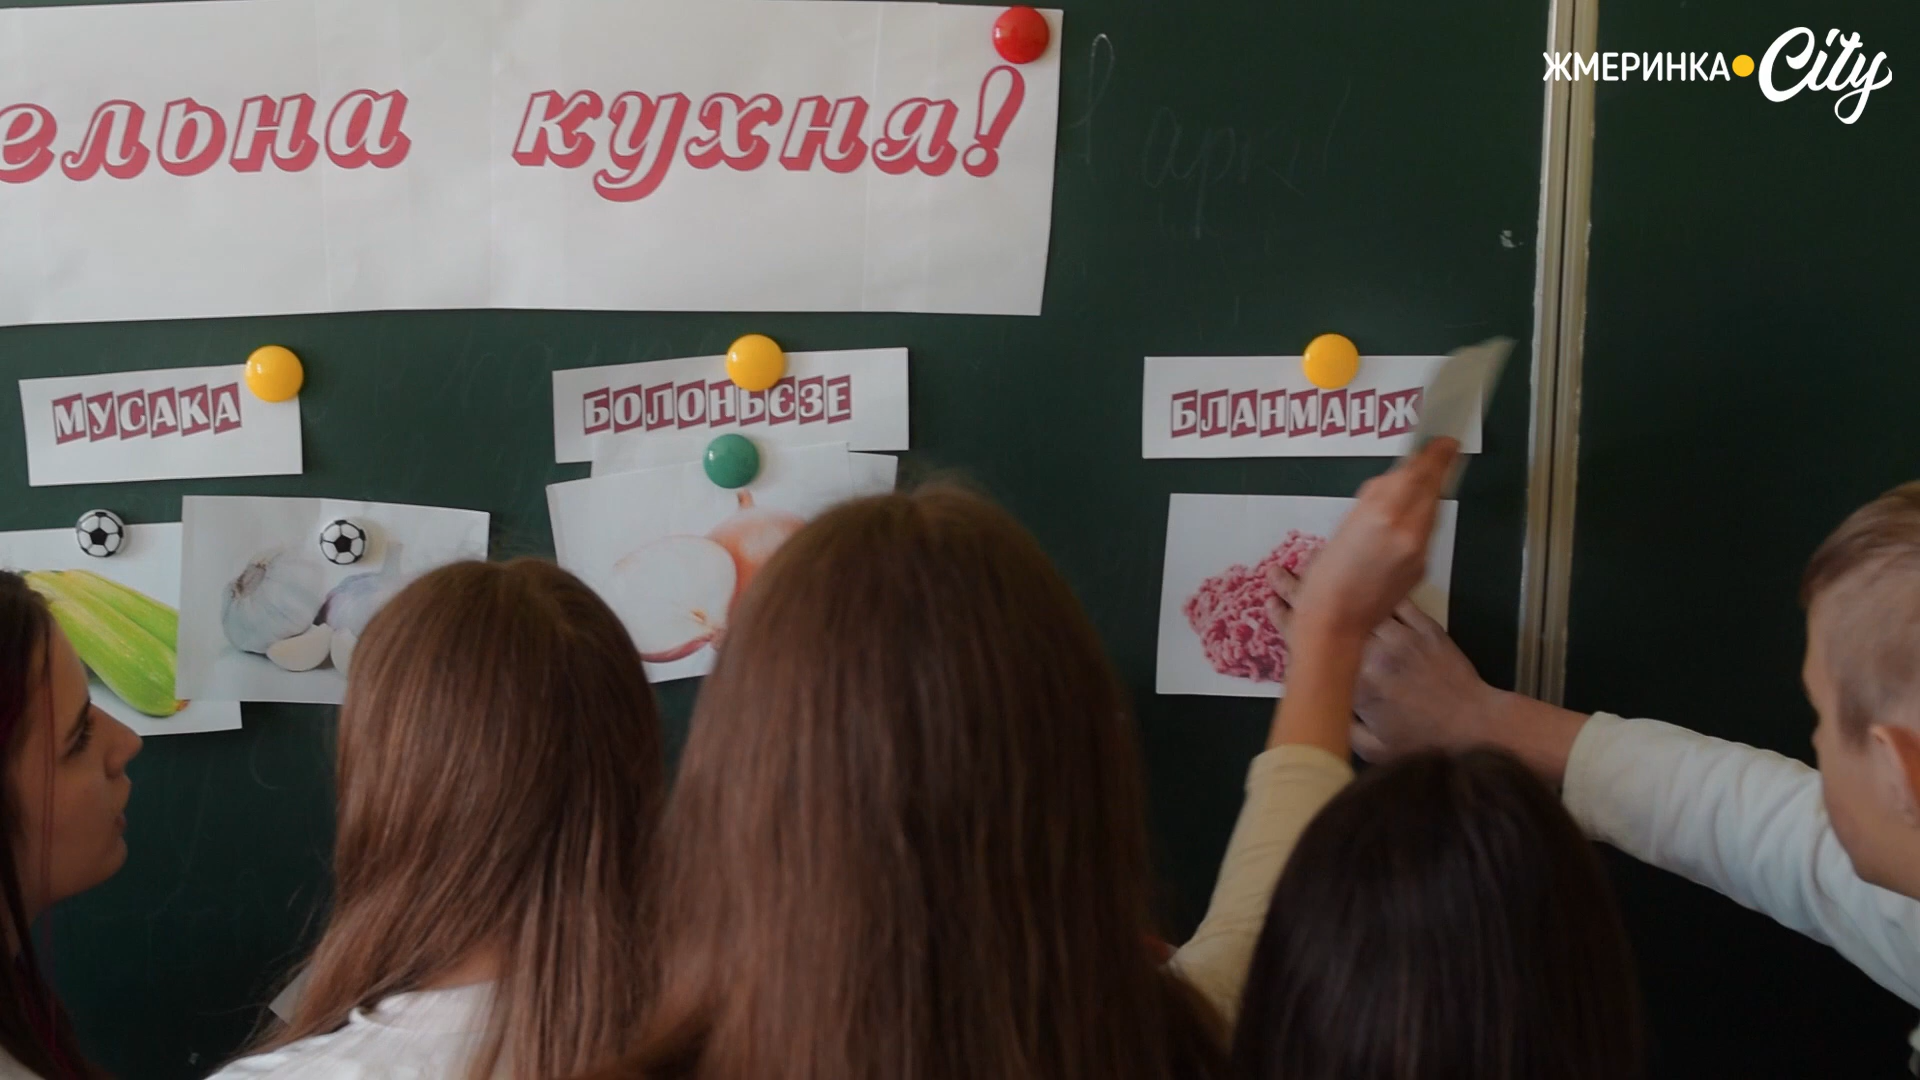 ельна кухня!
ЖМЕРИНКА City
МУСАКА
БОЛОНЬЄЗЕ
БЛАНМАНЖ